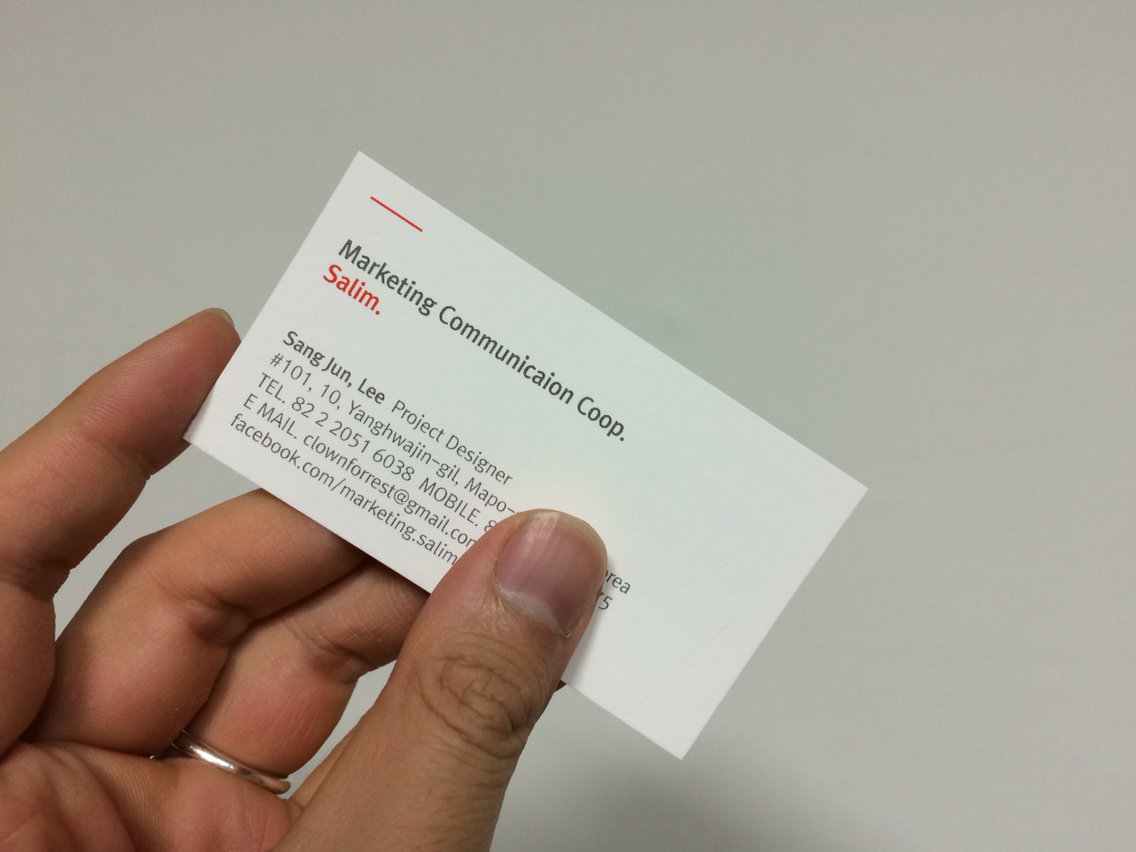 Marketing Communicaion Coop.
Salim.
Sang Jun, Lee Project Designer
#101, 10, Yanghwajin-gil, Mapo-
TEL. 82 2 2051 6038 MOBILE.
E MAIL. clownforrest@gmail.com
facebook.com/marketing.salim